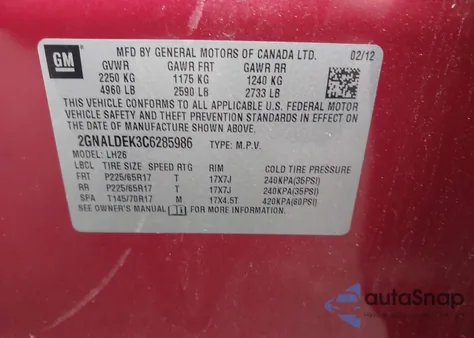 GM
MFD BY GENERAL MOTORS OF CANADA LTD. 02/12
GVWR GAWR FRT GAWR RR
2250 KG 1175 KG 1240 KG
4960 LB 2590 LB 2733 LB
THIS VEHICLE CONFORMS TO ALL APPLICABLE U.S. FEDERAL MOTOR
VEHICLE SAFETY, BUMPER, AND THEFT PREVENTION STANDARDS IN
EFFECT ON THE DATE OF MANUFACTURE SHOWN ABOVE.
2GNALDEK3C6285986 TYPE: M.P.V.
MODEL: LH26
LBCL TIRE SIZE SPEED RTG RIM COLD TIRE PRESSURE
FRT P225/65R17 T 17X7J 240KPA(35PSI)
RR P225/65R17 T 17X7J 240KPA(35PSI)
SPA T145/70R17 M 17X4.5T 420KPA(60PSI)
SEE OWNER'S MANUAL FOR MORE INFORMATION.
autoSnap